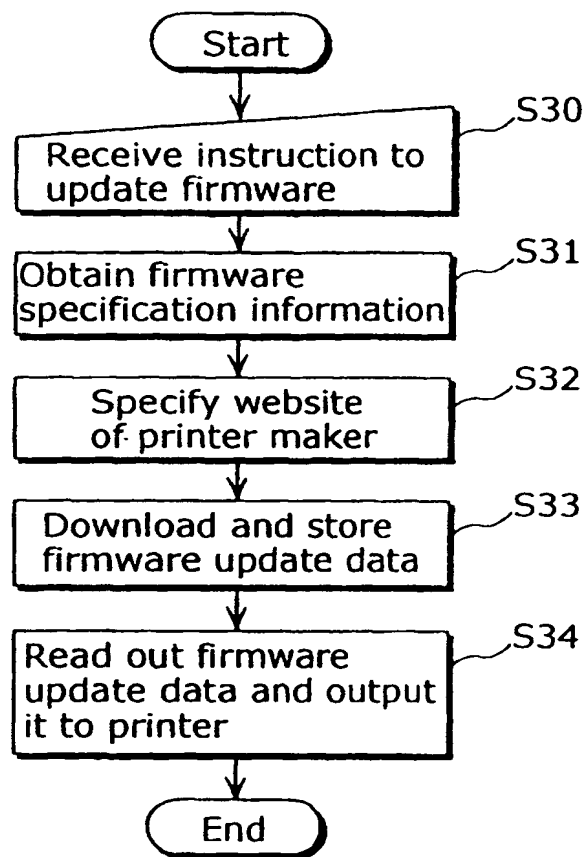 Start
S30
Receive instruction to
update firmware
S31
Obtain firmware
specification information
S32
Specify website
of printer maker
S33
Download and store
firmware update data
S34
Read out firmware
update data and output
it to printer
End